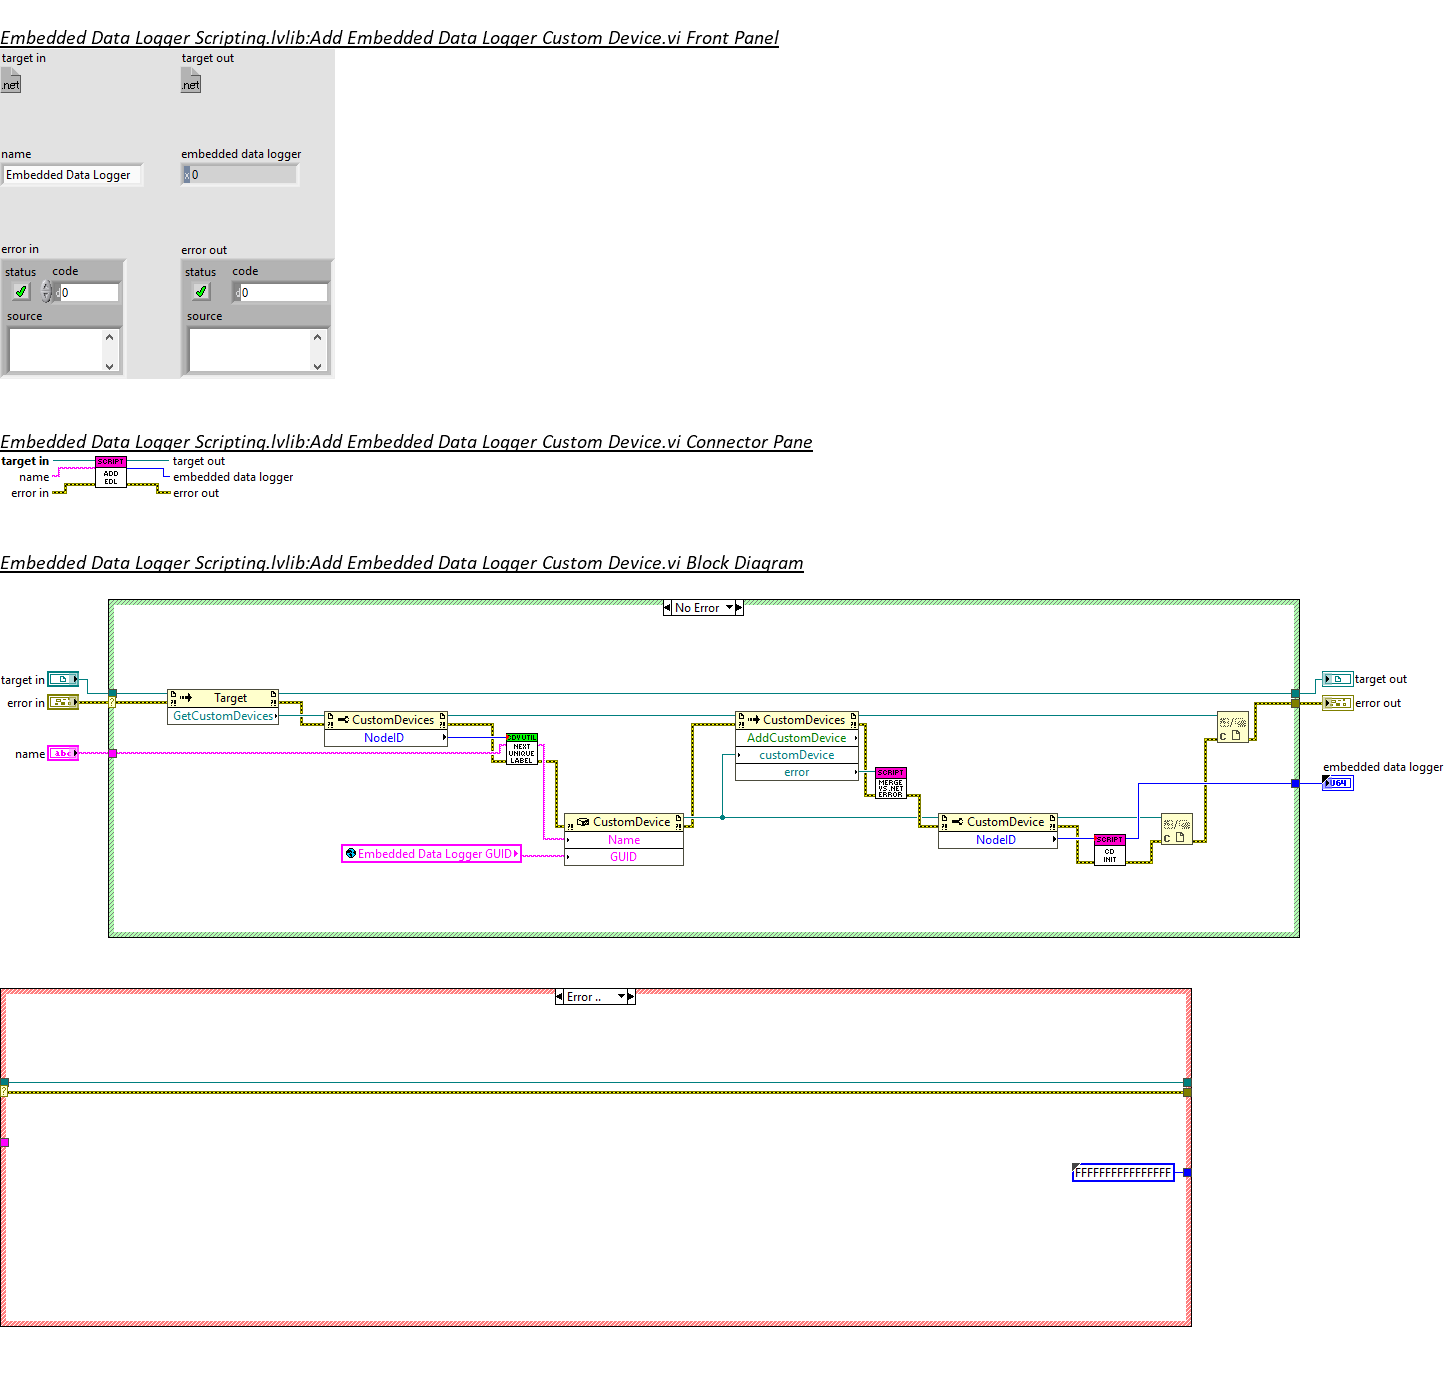 Embedded Data Logger Scripting.lvlib:Add Embedded Data Logger Custom Device.vi Front Panel
target in
target out
.net
.net
name
embedded data logger
Embedded Data Logger
x 0
error in
error out
status
code
status
code
d 0
d 0
source
source
Embedded Data Logger Scripting.lvlib:Add Embedded Data Logger Custom Device.vi Connector Pane
target in
SCRIPT
target out
name
ADD
EDL
embedded data logger
error in
error out
Embedded Data Logger Scripting.lvlib:Add Embedded Data Logger Custom Device.vi Block Diagram
No Error
target in
target out
Target
error in
error out
GetCustomDevices
CustomDevices
CustomDevices
NodeID
NEXT
UNIQUE
LABEL
AddCustomDevice
name
abc
customDevice
embedded data logger
error
SCRIPT
MERGE
VS .NET
ERROR
U64
CustomDevice
CustomDevice
Name
NodeID
SCRIPT
CD
INIT
Embedded Data Logger GUID
GUID
Error ..
FFFFFFFFFFFFFFFF